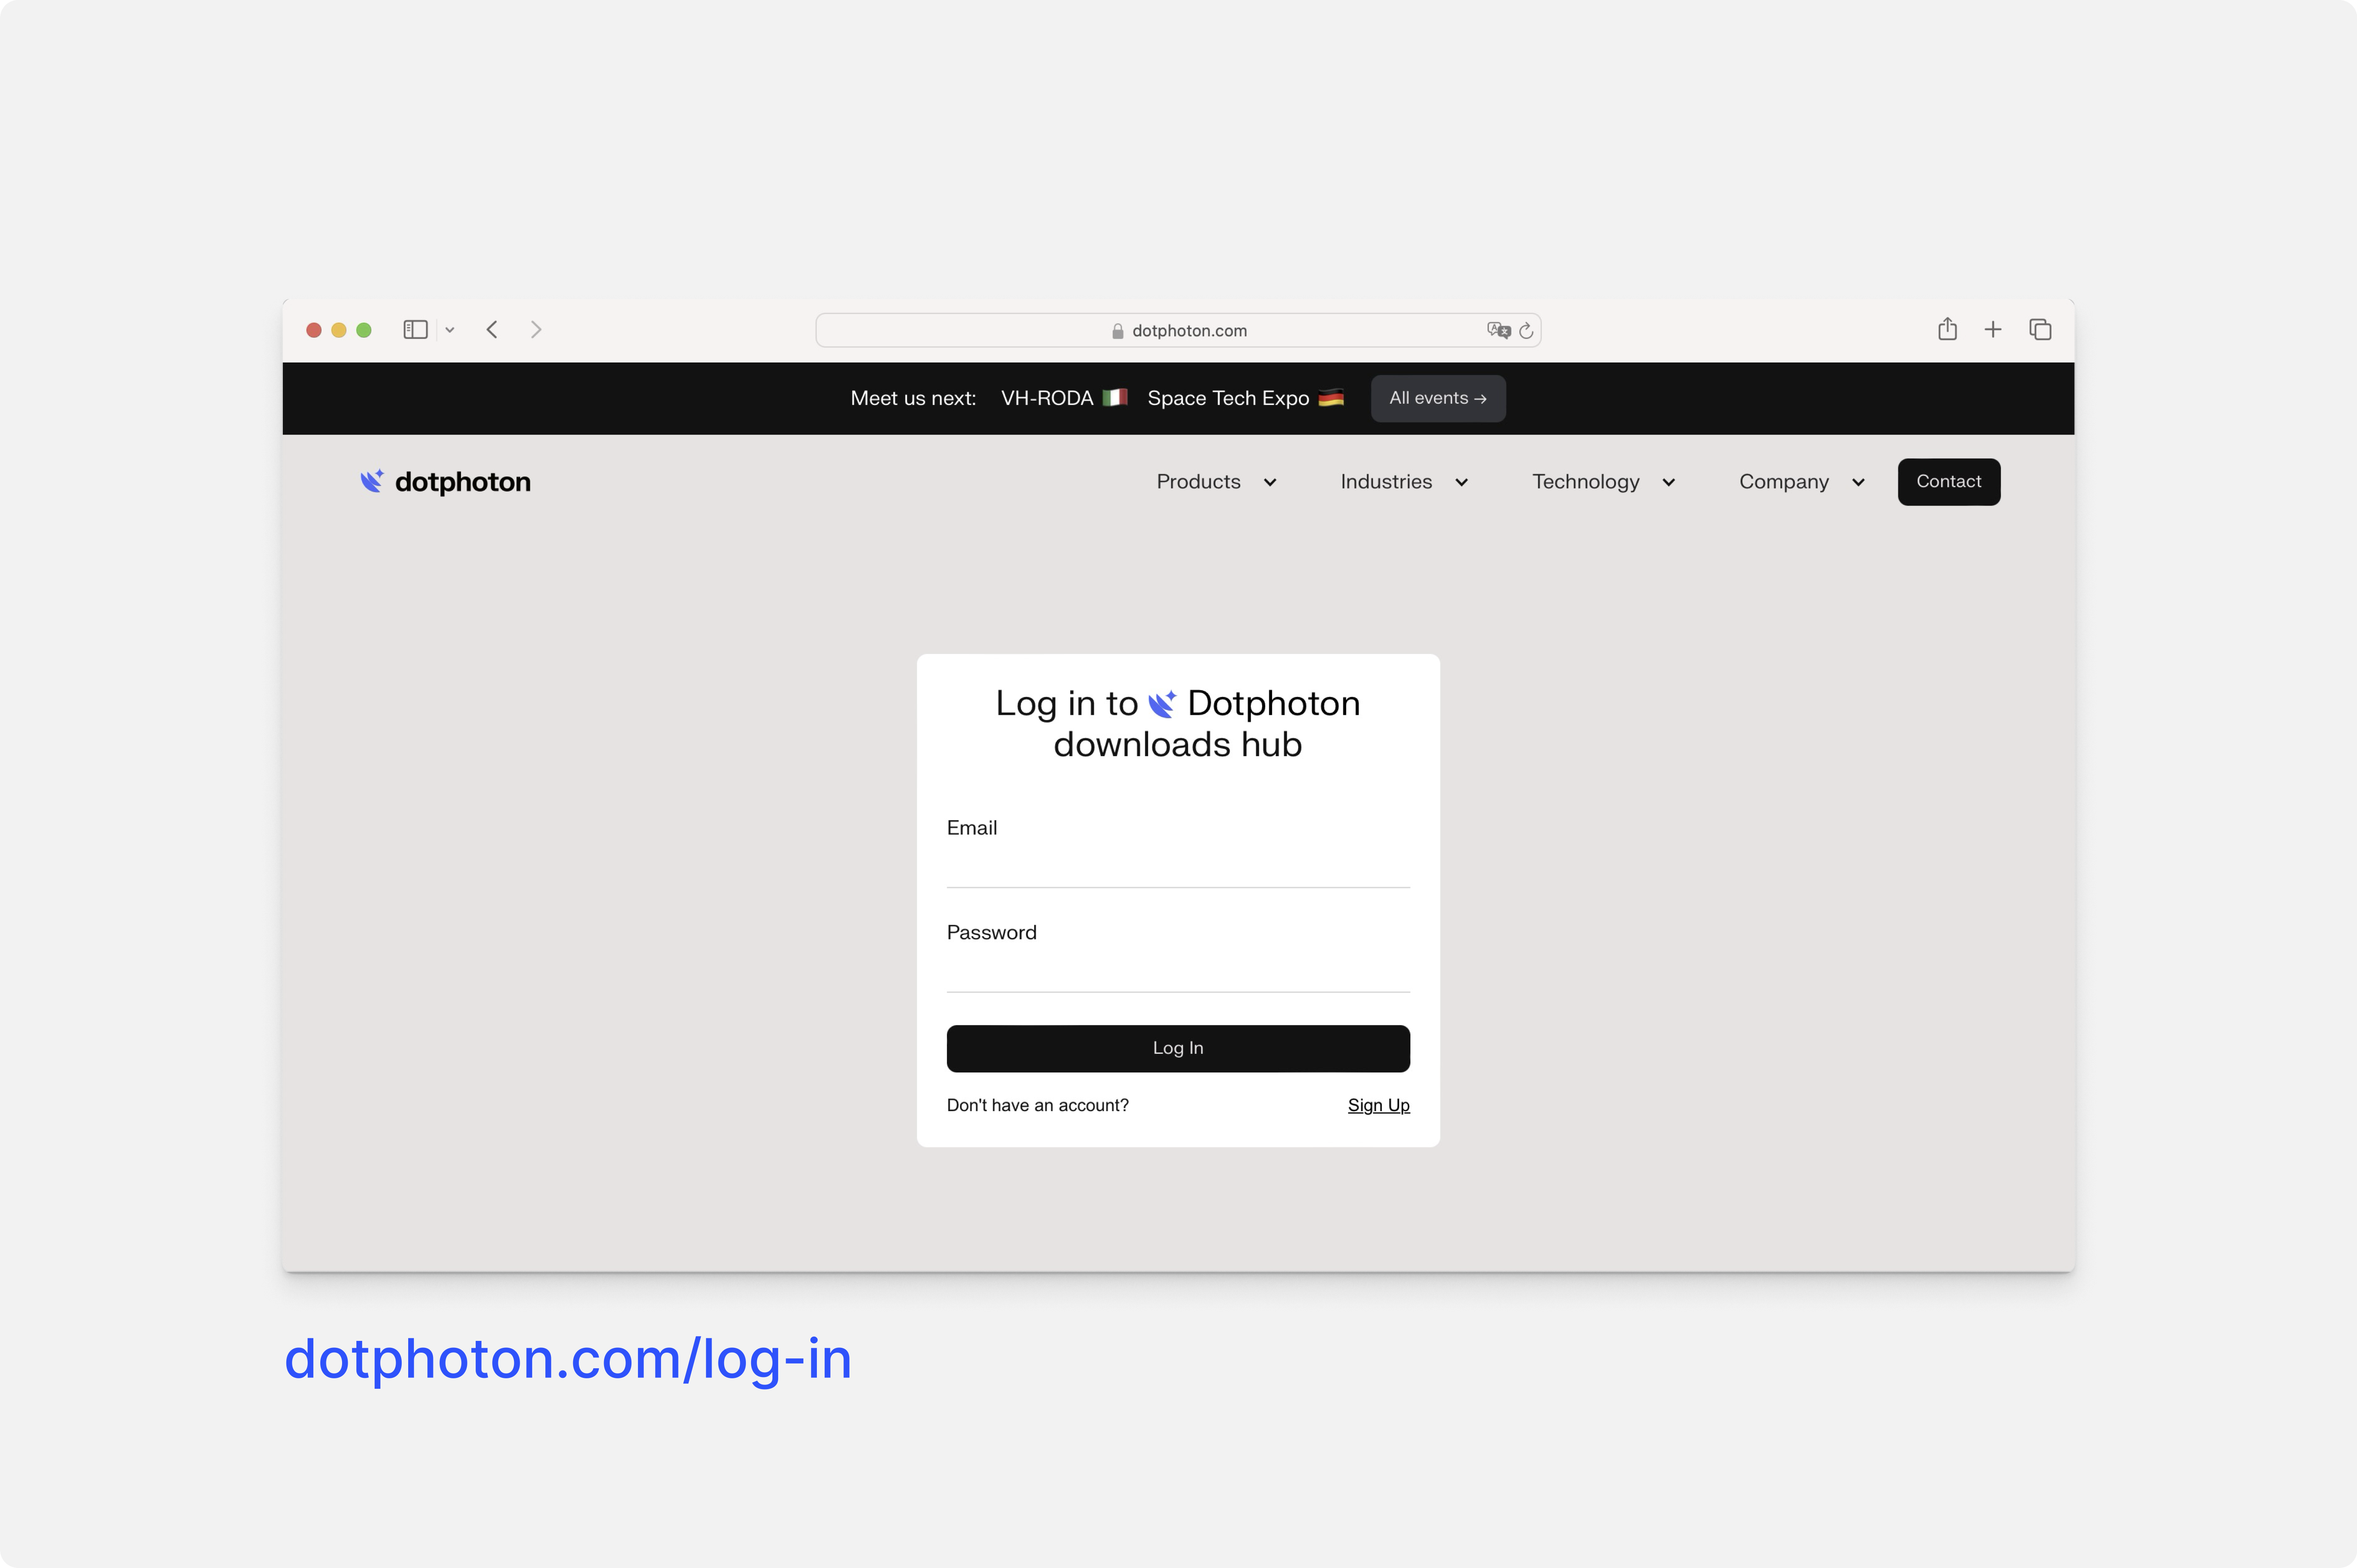 dotphoton.com
Meet us next: VH-RODA 🇮🇹 Space Tech Expo 🇩🇪 All events →
dotphoton Products Industries Technology Company Contact
Log in to Dotphoton
downloads hub
Email
Password
Log In
Don't have an account? Sign Up
dotphoton.com/log-in